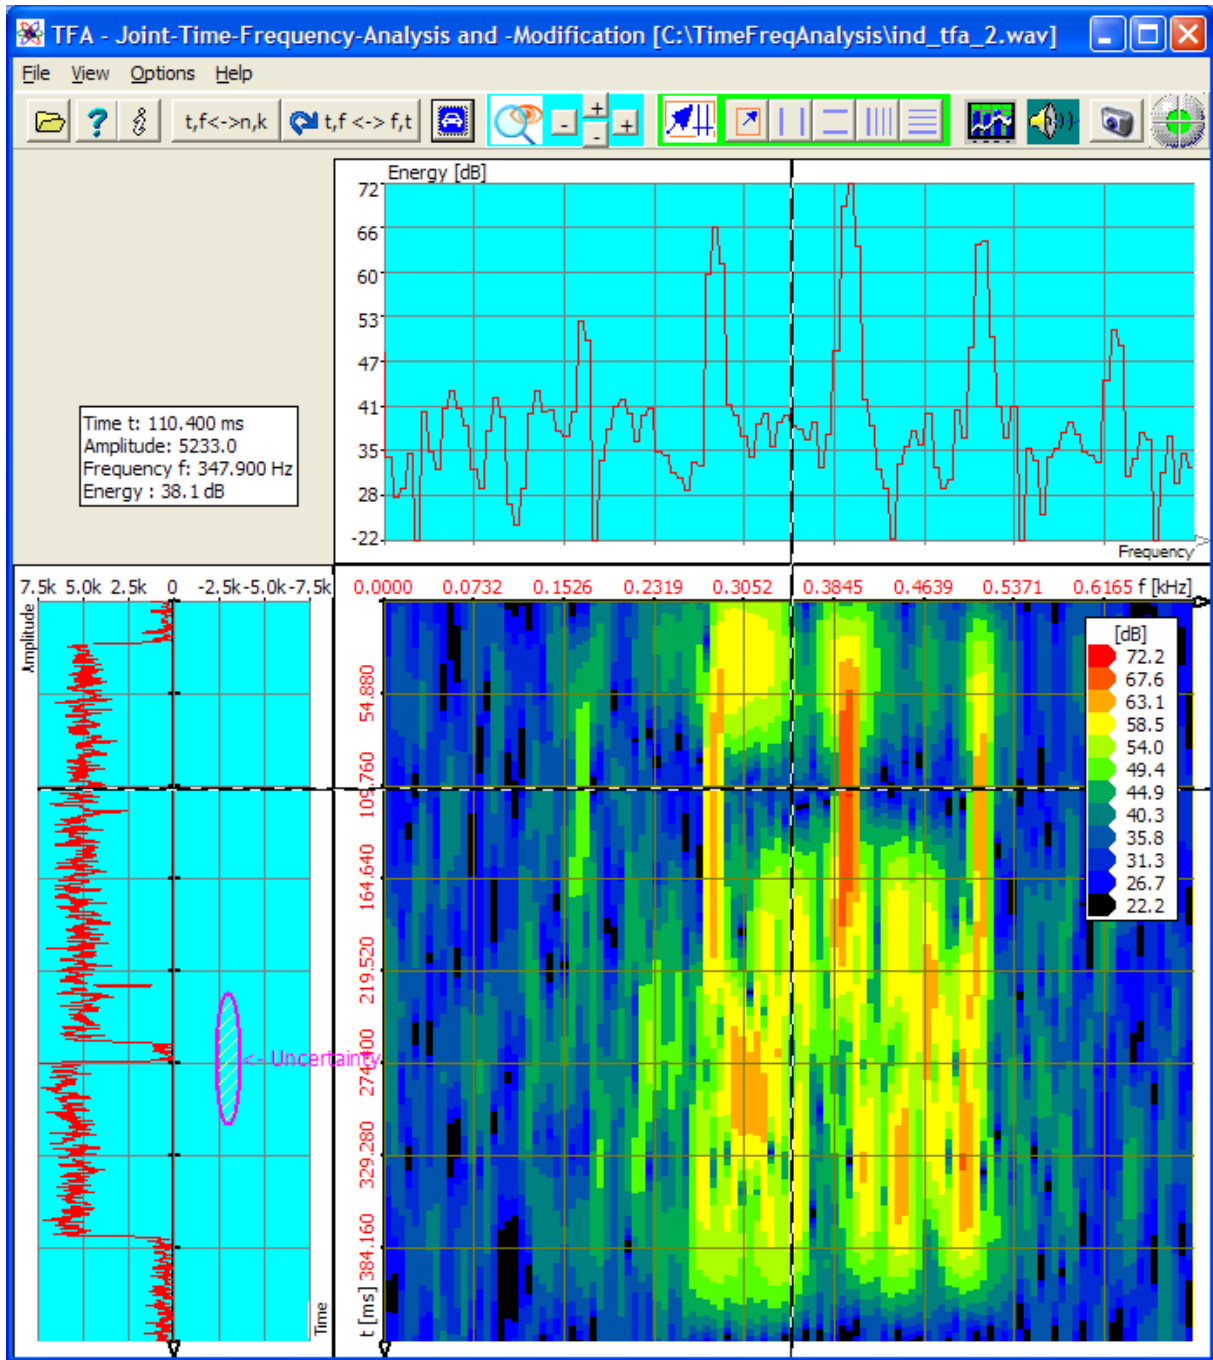 TFA - Joint-Time-Frequency-Analysis and -Modification [C:\TimeFreqAnalysis\ind_tfa_2.wav]
File View Options Help
t,f<->n,k t,f <-> f,t
Energy [dB]
72
66
60
53
47
41
35
28
-22
Frequency
Time t: 110.400 ms
Amplitude: 5233.0
Frequency f: 347.900 Hz
Energy : 38.1 dB
7.5k 5.0k 2.5k 0 -2.5k -5.0k -7.5k
Amplitude
Time
<- Uncertainty
0.0000 0.0732 0.1526 0.2319 0.3052 0.3845 0.4639 0.5371 0.6165 f [kHz]
54.880
109.760
164.640
219.520
274.400
329.280
384.160
t [ms]
[dB]
72.2
67.6
63.1
58.5
54.0
49.4
44.9
40.3
35.8
31.3
26.7
22.2